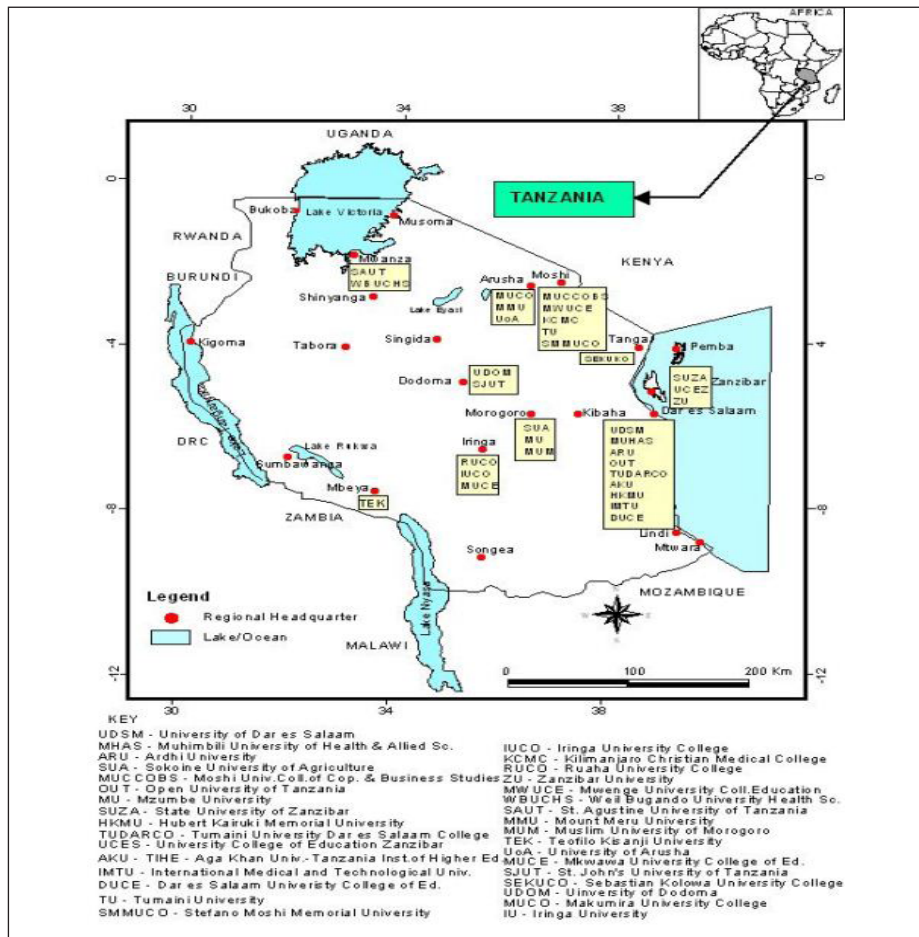 AFRICA
30
34
38
UGANDA
0
TANZANIA
0
Bukoba
Lake Victoria
Musoma
RWANDA
Mwanza
KENYA
SAUT
WBUCHS
BURUNDI
Arusha
Moshi
MUCO
MMU
UoA
MUCCOBS
MWUCE
KCMC
TU
SMMUCO
Shinyanga
Lake Eyasi
Kigoma
Tabora
Singida
Tanga
SEKUKO
Pemba
4
4
Dodoma
UDOM
SJUT
SUZA
UCEZ
ZU
Zanzibar
Morogoro
Kibaha
Dar es Salaam
SUA
MU
MUM
UDSM
MUHAS
ARU
OUT
TUDARCO
AKU
HKMU
IMTU
DUCE
DRC
Iringa
RUCO
IUCO
MUCE
Lake Rukwa
Sumbawanga
Mbeya
TEK
-8
-8
ZAMBIA
Lindi
Mtwara
Songea
MOZAMBIQUE
Legend
Regional Headquarter
Lake/Ocean
Lake Nyasa
MALAWI
0 100 200 Km
-12
-12
30
34
38
KEY
UDSM - University of Dar es Salaam
MHAS - Muhimbili University of Health & Allied Sc.
ARU - Ardhi University
SUA - Sokoine University of Agriculture
MUCCOBS - Moshi Univ.Coll.of Cop. & Business Studies
OUT - Open University of Tanzania
MU - Mzumbe University
SUZA - State University of Zanzibar
HKMU - Hubert Kairuki Memorial University
TUDARCO - Tumaini University Dar es Salaam College
UCES - University College of Education Zanzibar
AKU - TIHE - Aga Khan Univ.-Tanzania Inst.of Higher Ed.
IMTU - International Medical and Technological Univ.
DUCE - Dar es Salaam Univeristy College of Ed.
TU - Tumaini University
SMMUCO - Stefano Moshi Memorial University
IUCO - Iringa University College
KCMC - Kilimanjaro Christian Medical College
RUCO - Ruaha University College
ZU - Zanzibar University
MWUCE - Mwenge University Coll.Education
WBUCHS - Weil Bugando University Health Sc.
SAUT - St. Agustine University of Tanzania
MMU - Mount Meru University
MUM - Muslim University of Morogoro
TEK - Teofilo Kisanji University
UoA - University of Arusha
MUCE - Mkwawa University College of Ed.
SJUT - St. John's University of Tanzania
SEKUCO - Sebastian Kolowa University College
UDOM - Uinversity of Dodoma
MUCO - Makumira University College
IU - Iringa University